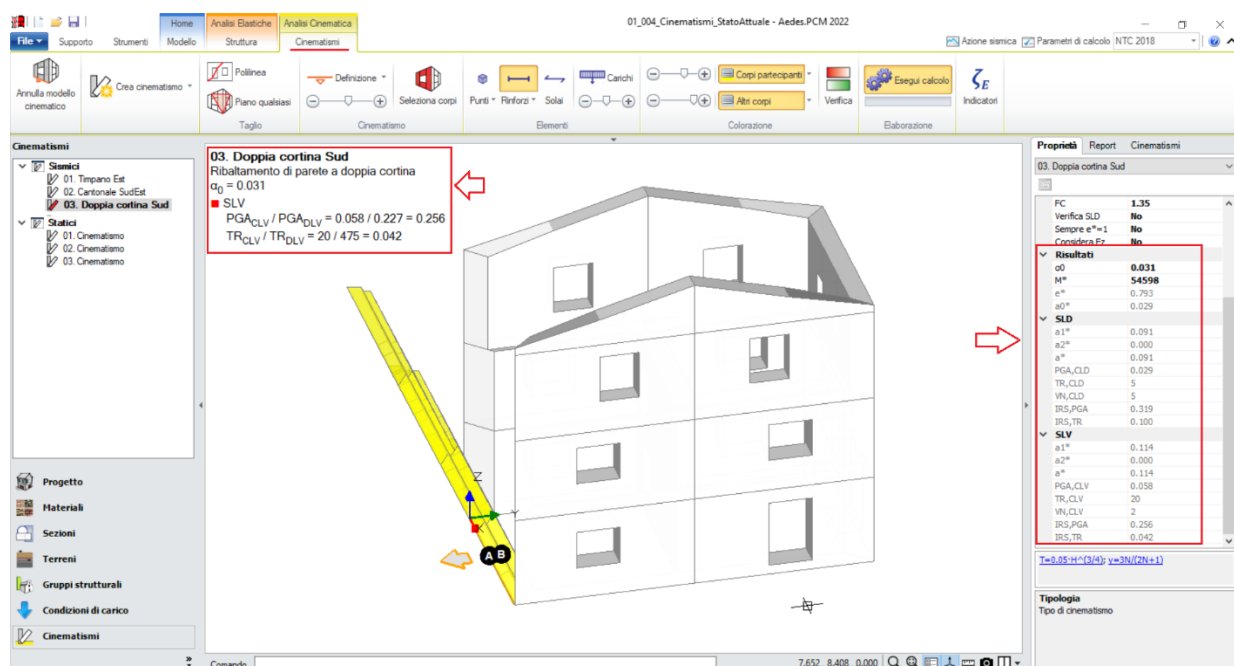 Home
Analisi Elastiche
Analisi Cinematica
01_004_Cinematismi_StatoAttuale - Aedes.PCM 2022
File
Supporto
Strumenti
Modello
Struttura
Cinematismi
Azione sismica
Parametri di calcolo
NTC 2018
Annulla modello
cinematico
Crea cinematismo
Polilinea
Piano qualsiasi
Taglio
Definizione
Seleziona corpi
Cinematismo
Punti
Rinforzi
Solai
Carichi
Elementi
Corpi partecipanti
Altri corpi
Verifica
Colorazione
Esegui calcolo
Elaborazione
ζE
Indicatori
Cinematismi
Sismici
01. Timpano Est
02. Cantonale SudEst
03. Doppia cortina Sud
Statici
01. Cinematismo
02. Cinematismo
03. Cinematismo
Progetto
Materiali
Sezioni
Terreni
Gruppi strutturali
Condizioni di carico
Cinematismi
03. Doppia cortina Sud
Ribaltamento di parete a doppia cortina
α0 = 0.031
SLV
PGACLV / PGADLV = 0.058 / 0.227 = 0.256
TRCLV / TRDLV = 20 / 475 = 0.042
Z
Y
X
A B
Comando
7.652 8.408 0.000
Proprietà Report Cinematismi
03. Doppia cortina Sud
FC 1.35
Verifica SLD No
Sempre e*=1 No
Considera Ez No
Risultati
α0 0.031
M* 54598
e* 0.793
a0* 0.029
SLD
a1* 0.091
a2* 0.000
a* 0.091
PGA,CLD 0.029
TR,CLD 5
VN,CLD 5
IRS,PGA 0.319
IRS,TR 0.100
SLV
a1* 0.114
a2* 0.000
a* 0.114
PGA,CLV 0.058
TR,CLV 20
VN,CLV 2
IRS,PGA 0.256
IRS,TR 0.042
T=0.05·H^(3/4); γ=3N/(2N+1)
Tipologia
Tipo di cinematismo